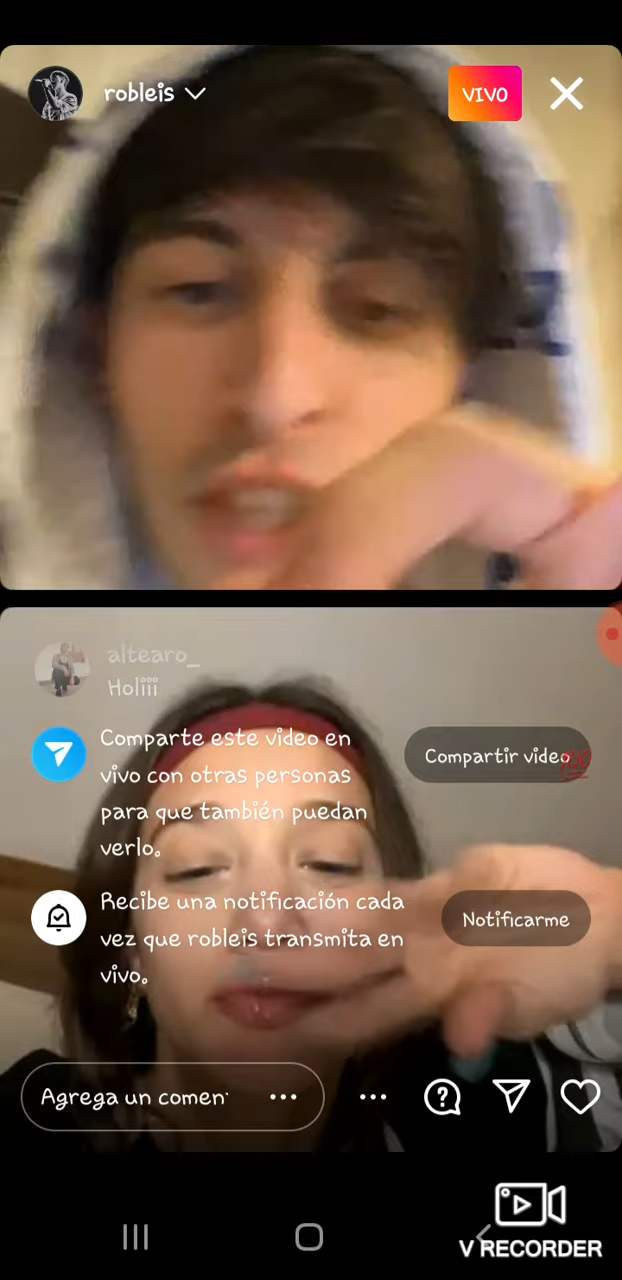 robleis
VIVO
altearo_
Holiii
Comparte este video en
vivo con otras personas
para que también puedan
verlo.
Compartir video
💯
Recibe una notificación cada
vez que robleis transmita en
vivo.
Notificarme
Agrega un comen
V RECORDER